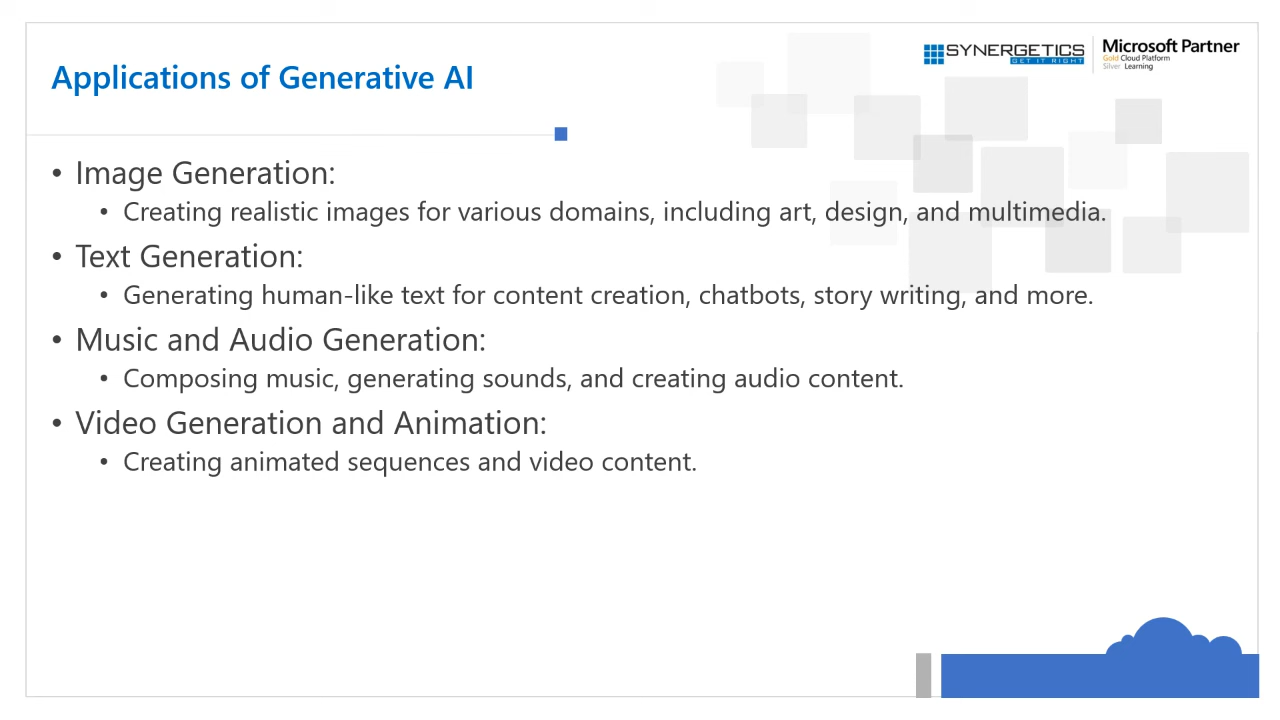 Applications of Generative AI
SYNERGETICS
GET IT RIGHT
Microsoft Partner
Gold Cloud Platform
Silver Learning
• Image Generation:
• Creating realistic images for various domains, including art, design, and multimedia.
• Text Generation:
• Generating human-like text for content creation, chatbots, story writing, and more.
• Music and Audio Generation:
• Composing music, generating sounds, and creating audio content.
• Video Generation and Animation:
• Creating animated sequences and video content.